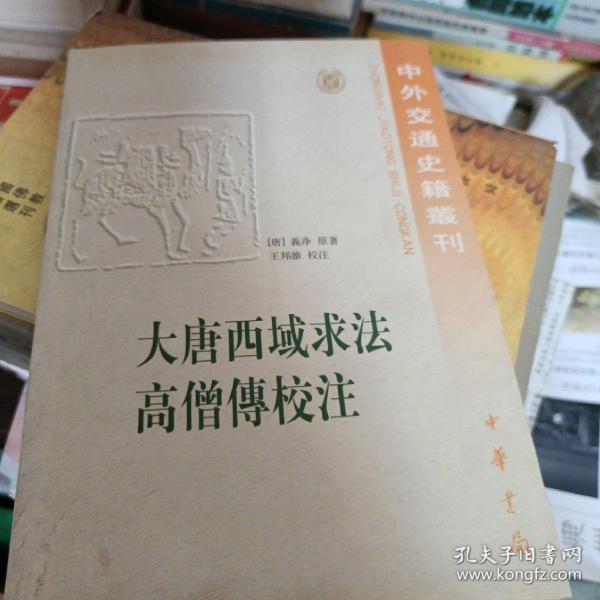 中外交通史籍叢刊
ZHONGWAI JIAOTONG SHIJI CONGKAN
[唐] 義净 原著
王邦維 校注
大唐西域求法
高僧傳校注
中華書局
孔夫子旧书网
www.kongfz.com